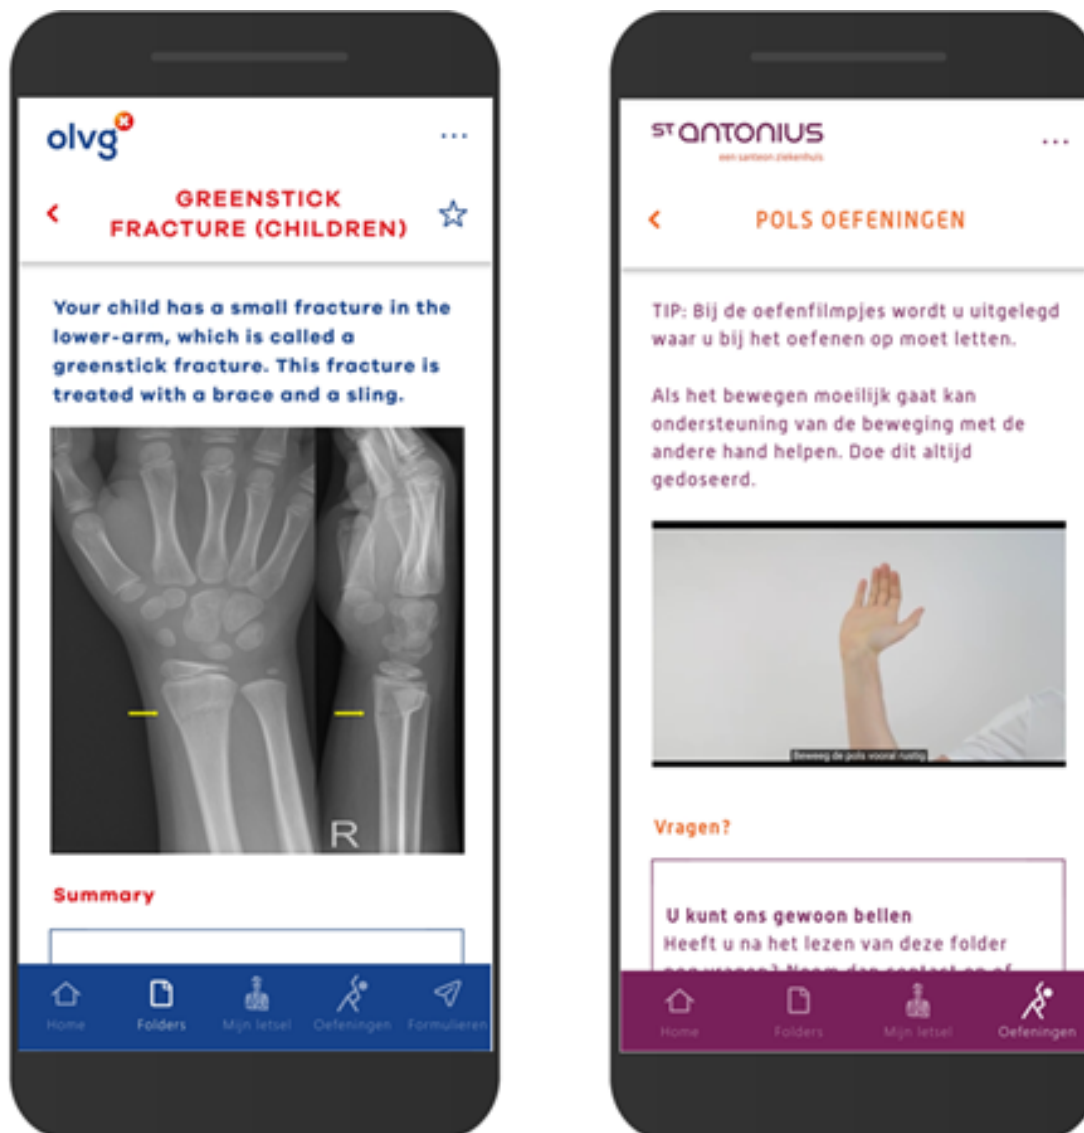 olvg
GREENSTICK
FRACTURE (CHILDREN)
Your child has a small fracture in the
lower-arm, which is called a
greenstick fracture. This fracture is
treated with a brace and a sling.
R
Summary
Home
Folders
Mijn letsel
Oefeningen
Formulieren
ST ANTONIUS
een santeon ziekenhuis
POLS OEFENINGEN
TIP: Bij de oefenfilmpjes wordt u uitgelegd
waar u bij het oefenen op moet letten.
Als het bewegen moeilijk gaat kan
ondersteuning van de beweging met de
andere hand helpen. Doe dit altijd
gedoseerd.
Beweeg de pols vooral rustig
Vragen?
U kunt ons gewoon bellen
Heeft u na het lezen van deze folder
Home
Folders
Mijn letsel
Oefeningen